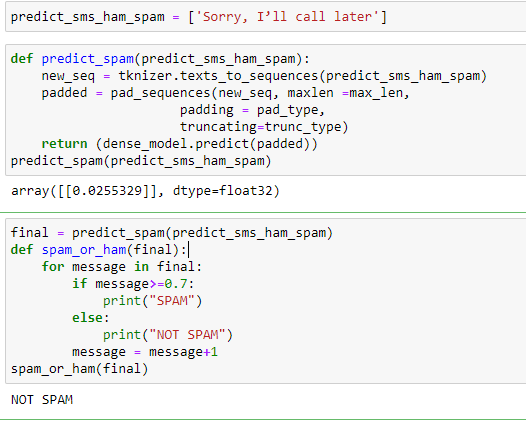 predict_sms_ham_spam = ['Sorry, I’ll call later']
def predict_spam(predict_sms_ham_spam):
    new_seq = tknizer.texts_to_sequences(predict_sms_ham_spam)
    padded = pad_sequences(new_seq, maxlen =max_len,
                      padding = pad_type,
                      truncating=trunc_type)
    return (dense_model.predict(padded))
predict_spam(predict_sms_ham_spam)
array([[0.0255329]], dtype=float32)
final = predict_spam(predict_sms_ham_spam)
def spam_or_ham(final):
    for message in final:
        if message>=0.7:
            print("SPAM")
        else:
            print("NOT SPAM")
        message = message+1
spam_or_ham(final)
NOT SPAM